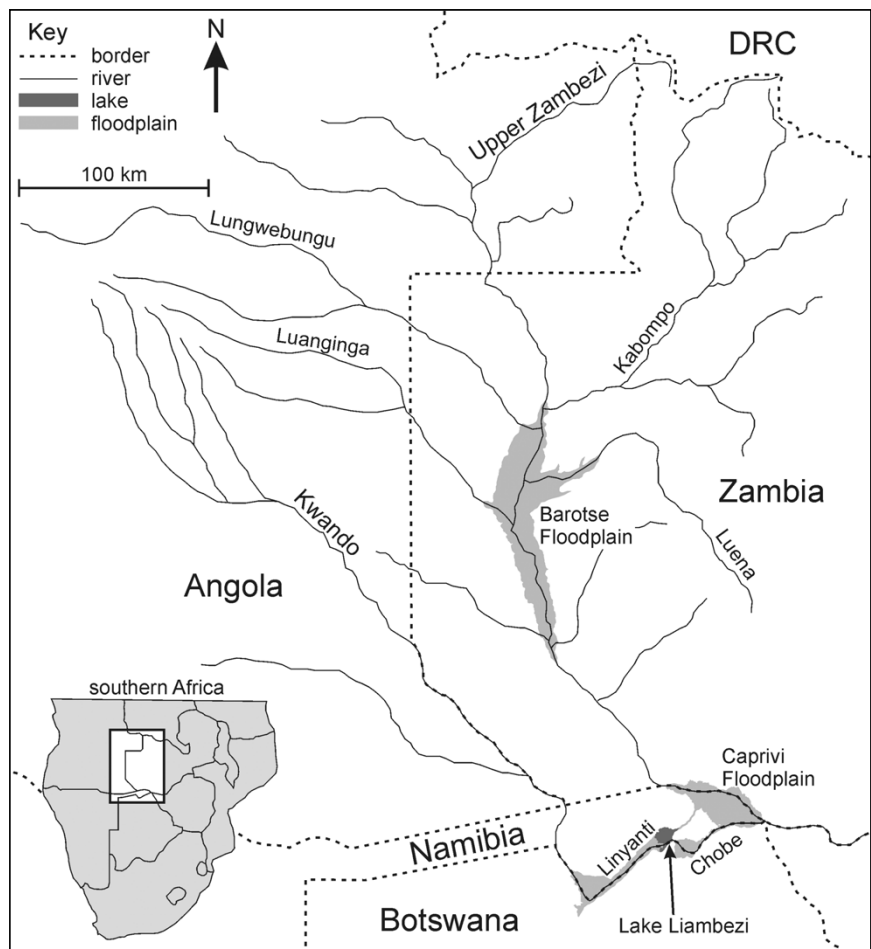 Key
border
river
lake
floodplain
N
100 km
DRC
Upper Zambezi
Lungwebungu
Luanginga
Kabompo
Kwando
Zambia
Barotse
Floodplain
Luena
Angola
southern Africa
Caprivi
Floodplain
Namibia
Linyanti
Chobe
Botswana
Lake Liambezi